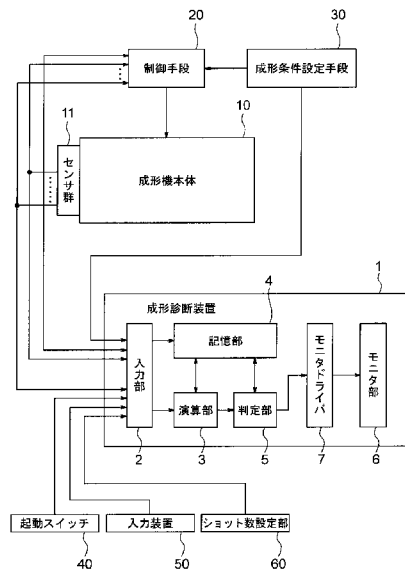 20
30
制御手段
成形条件設定手段
10
11
センサ群
成形機本体
1
成形診断装置
4
記憶部
入力部
演算部
判定部
モニタドライバ
モニタ部
2
3
5
7
6
起動スイッチ
入力装置
ショット数設定部
40
50
60